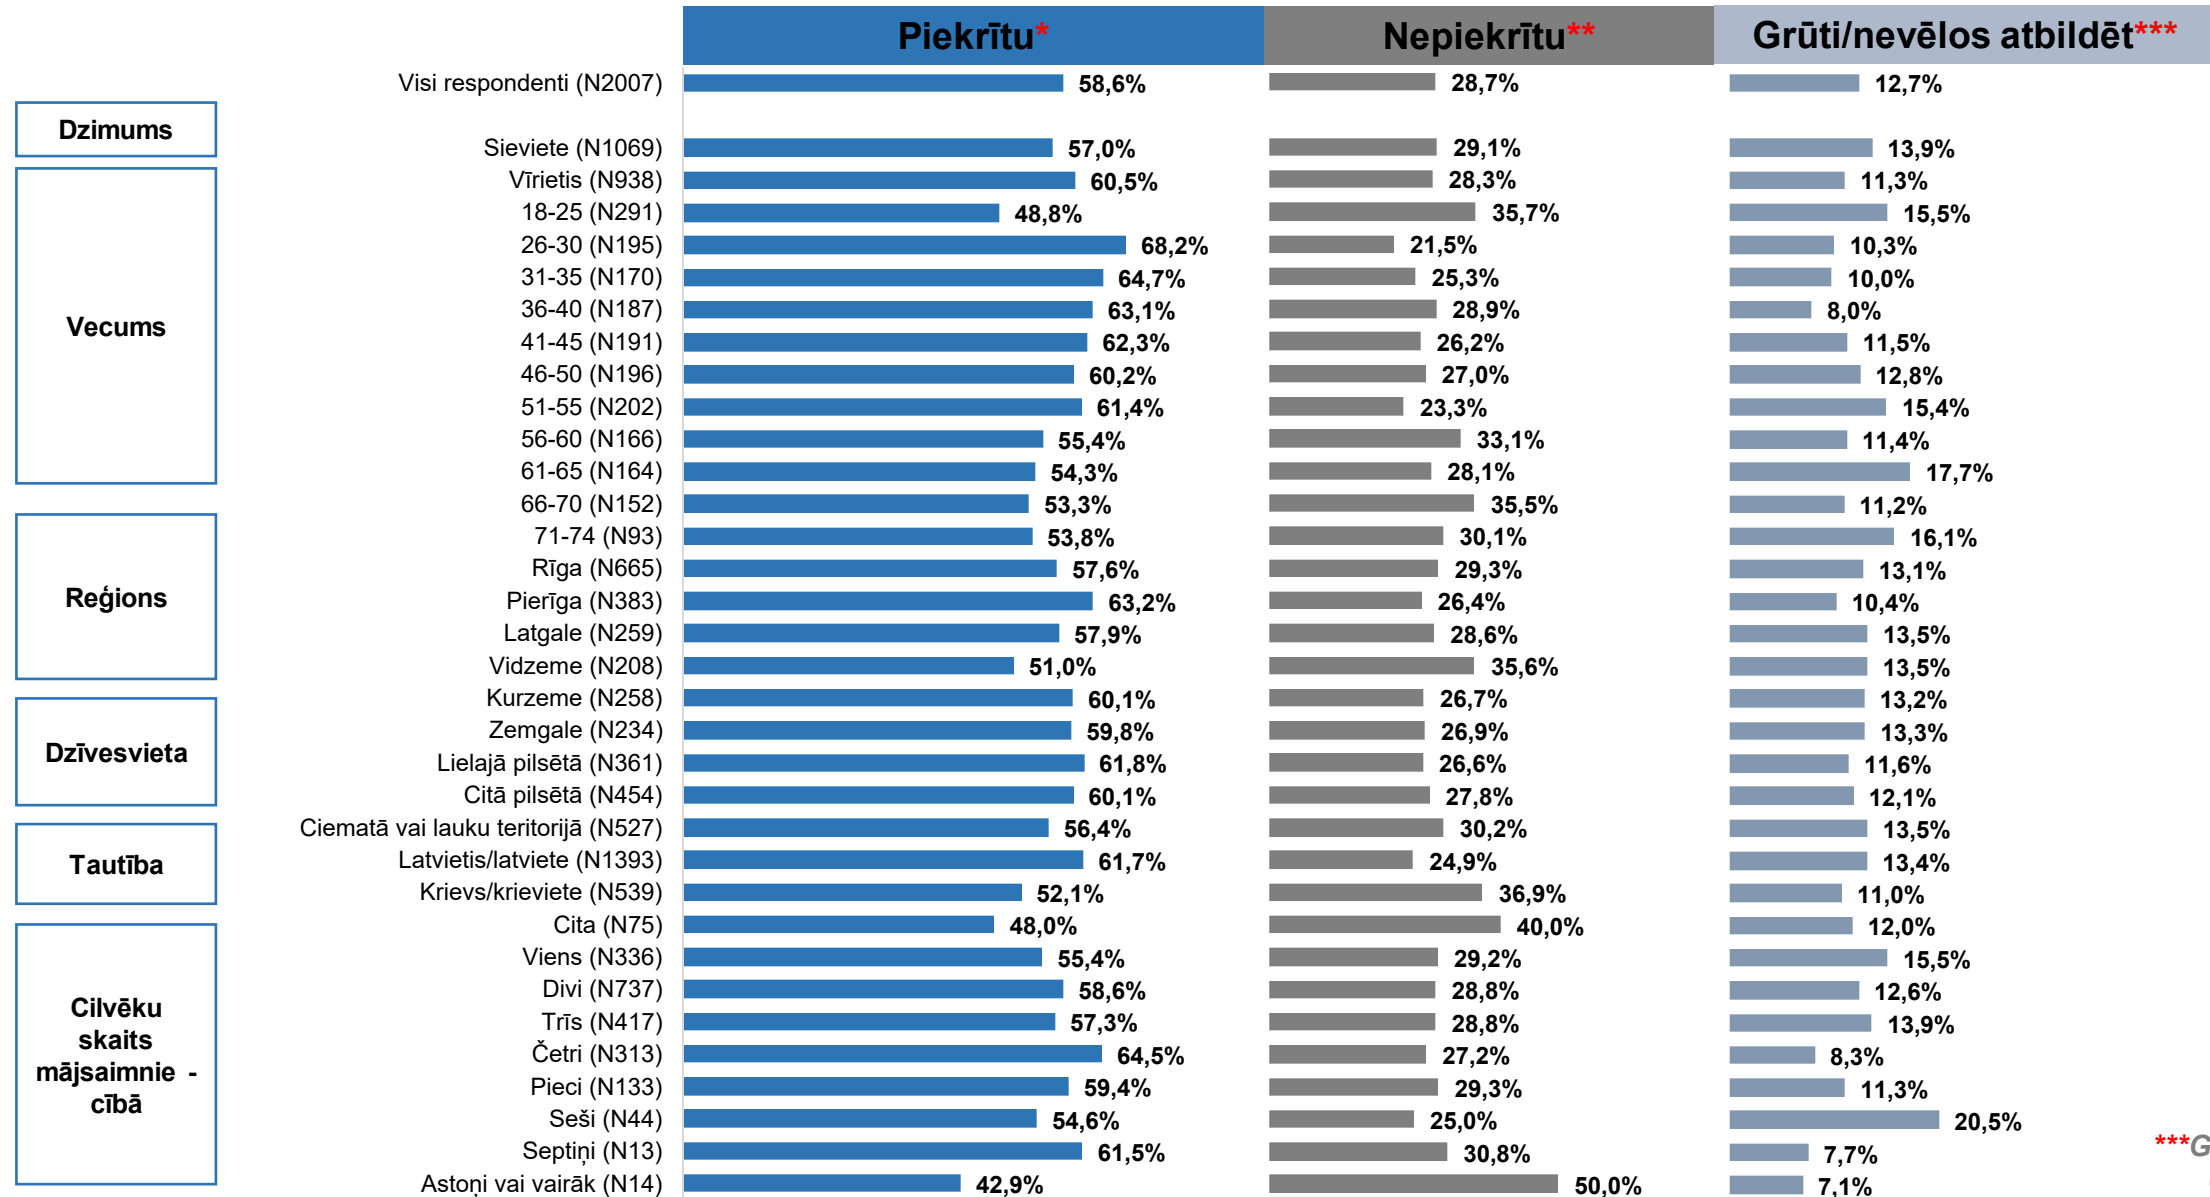 Piekrītu* Nepiekrītu** Grūti/nevēlos atbildēt***
Visi respondenti (N2007) 58,6% 28,7% 12,7%
Dzimums
Sieviete (N1069) 57,0% 29,1% 13,9%
Vīrietis (N938) 60,5% 28,3% 11,3%
18-25 (N291) 48,8% 35,7% 15,5%
26-30 (N195) 68,2% 21,5% 10,3%
31-35 (N170) 64,7% 25,3% 10,0%
36-40 (N187) 63,1% 28,9% 8,0%
Vecums
41-45 (N191) 62,3% 26,2% 11,5%
46-50 (N196) 60,2% 27,0% 12,8%
51-55 (N202) 61,4% 23,3% 15,4%
56-60 (N166) 55,4% 33,1% 11,4%
61-65 (N164) 54,3% 28,1% 17,7%
66-70 (N152) 53,3% 35,5% 11,2%
71-74 (N93) 53,8% 30,1% 16,1%
Rīga (N665) 57,6% 29,3% 13,1%
Reģions
Pierīga (N383) 63,2% 26,4% 10,4%
Latgale (N259) 57,9% 28,6% 13,5%
Vidzeme (N208) 51,0% 35,6% 13,5%
Kurzeme (N258) 60,1% 26,7% 13,2%
Zemgale (N234) 59,8% 26,9% 13,3%
Dzīvesvieta
Lielajā pilsētā (N361) 61,8% 26,6% 11,6%
Citā pilsētā (N454) 60,1% 27,8% 12,1%
Ciematā vai lauku teritorijā (N527) 56,4% 30,2% 13,5%
Tautība
Latvietis/latviete (N1393) 61,7% 24,9% 13,4%
Krievs/krieviete (N539) 52,1% 36,9% 11,0%
Cita (N75) 48,0% 40,0% 12,0%
Viens (N336) 55,4% 29,2% 15,5%
Divi (N737) 58,6% 28,8% 12,6%
Cilvēku
skaits
mājsaimnie -
cībā
Trīs (N417) 57,3% 28,8% 13,9%
Četri (N313) 64,5% 27,2% 8,3%
Pieci (N133) 59,4% 29,3% 11,3%
Seši (N44) 54,6% 25,0% 20,5%
Septiņi (N13) 61,5% 30,8% 7,7%
***G
Astoņi vai vairāk (N14) 42,9% 50,0% 7,1%